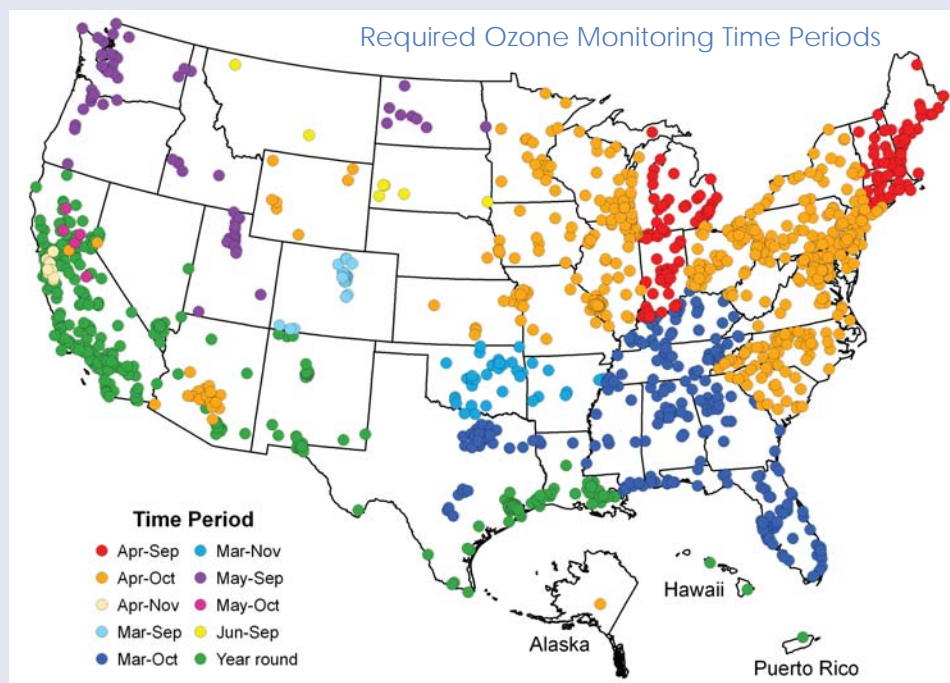 Required Ozone Monitoring Time Periods
Time Period
Apr-Sep
Apr-Oct
Apr-Nov
Mar-Sep
Mar-Oct
Mar-Nov
May-Sep
May-Oct
Jun-Sep
Year round
Alaska
Hawaii
Puerto Rico